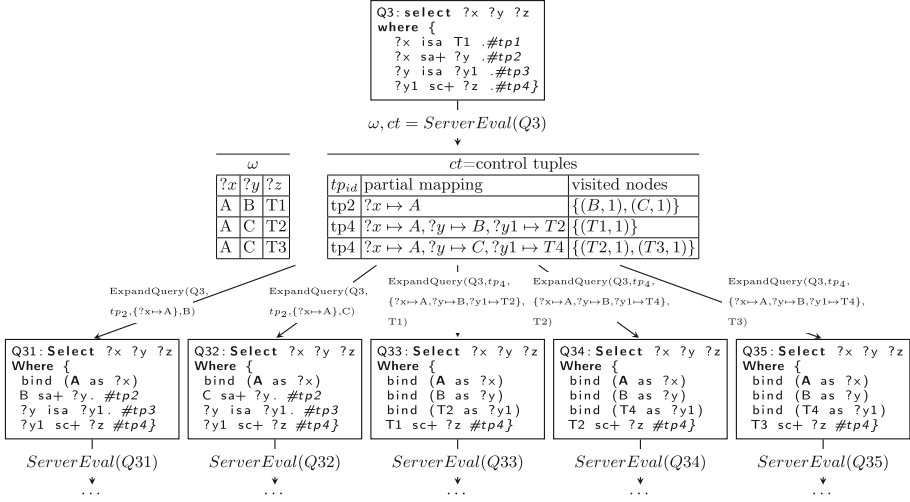 Q3: select ?x ?y ?z
where {
?x isa T1 .#tp1
?x sa+ ?y .#tp2
?y isa ?y1 .#tp3
?y1 sc+ ?z .#tp4}
ω, ct = ServerEval(Q3)
ω
?x ?y ?z
A B T1
A C T2
A C T3
ct=control tuples
tp_id partial mapping visited nodes
tp2 ?x ↦ A {(B, 1), (C, 1)}
tp4 ?x ↦ A, ?y ↦ B, ?y1 ↦ T2 {(T1, 1)}
tp4 ?x ↦ A, ?y ↦ C, ?y1 ↦ T4 {(T2, 1), (T3, 1)}
ExpandQuery(Q3,
tp₂,{?x↦A},B)
ExpandQuery(Q3,
tp₂,{?x↦A},C)
ExpandQuery(Q3,tp₄,
{?x↦A,?y↦B,?y1↦T2},
T1)
ExpandQuery(Q3,tp₄,
{?x↦A,?y↦B,?y1↦T4},
T2)
ExpandQuery(Q3,tp₄,
{?x↦A,?y↦B,?y1↦T4},
T3)
Q31: Select ?x ?y ?z
Where {
bind (A as ?x)
B sa+ ?y. #tp2
?y isa ?y1. #tp3
?y1 sc+ ?z #tp4}
Q32: Select ?x ?y ?z
Where {
bind (A as ?x)
C sa+ ?y. #tp2
?y isa ?y1. #tp3
?y1 sc+ ?z #tp4}
Q33: Select ?x ?y ?z
Where {
bind (A as ?x)
bind (B as ?y)
bind (T2 as ?y1)
T1 sc+ ?z #tp4}
Q34: Select ?x ?y ?z
Where {
bind (A as ?x)
bind (B as ?y)
bind (T4 as ?y1)
T2 sc+ ?z #tp4}
Q35: Select ?x ?y ?z
Where {
bind (A as ?x)
bind (B as ?y)
bind (T4 as ?y1)
T3 sc+ ?z #tp4}
ServerEval(Q31)
ServerEval(Q32)
ServerEval(Q33)
ServerEval(Q34)
ServerEval(Q35)
...
...
...
...
...